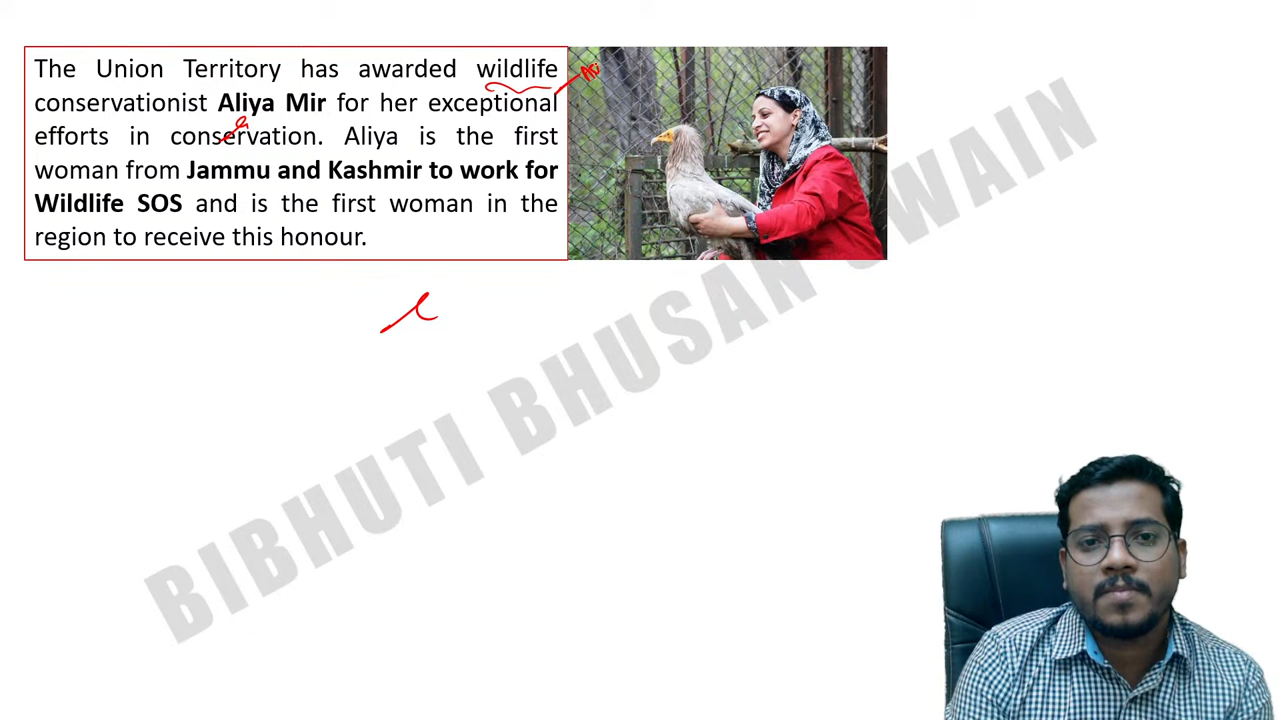 The Union Territory has awarded wildlife
conservationist Aliya Mir for her exceptional
efforts in conservation. Aliya is the first
woman from Jammu and Kashmir to work for
Wildlife SOS and is the first woman in the
region to receive this honour.
BIBHUTI BHUSAN SWAIN